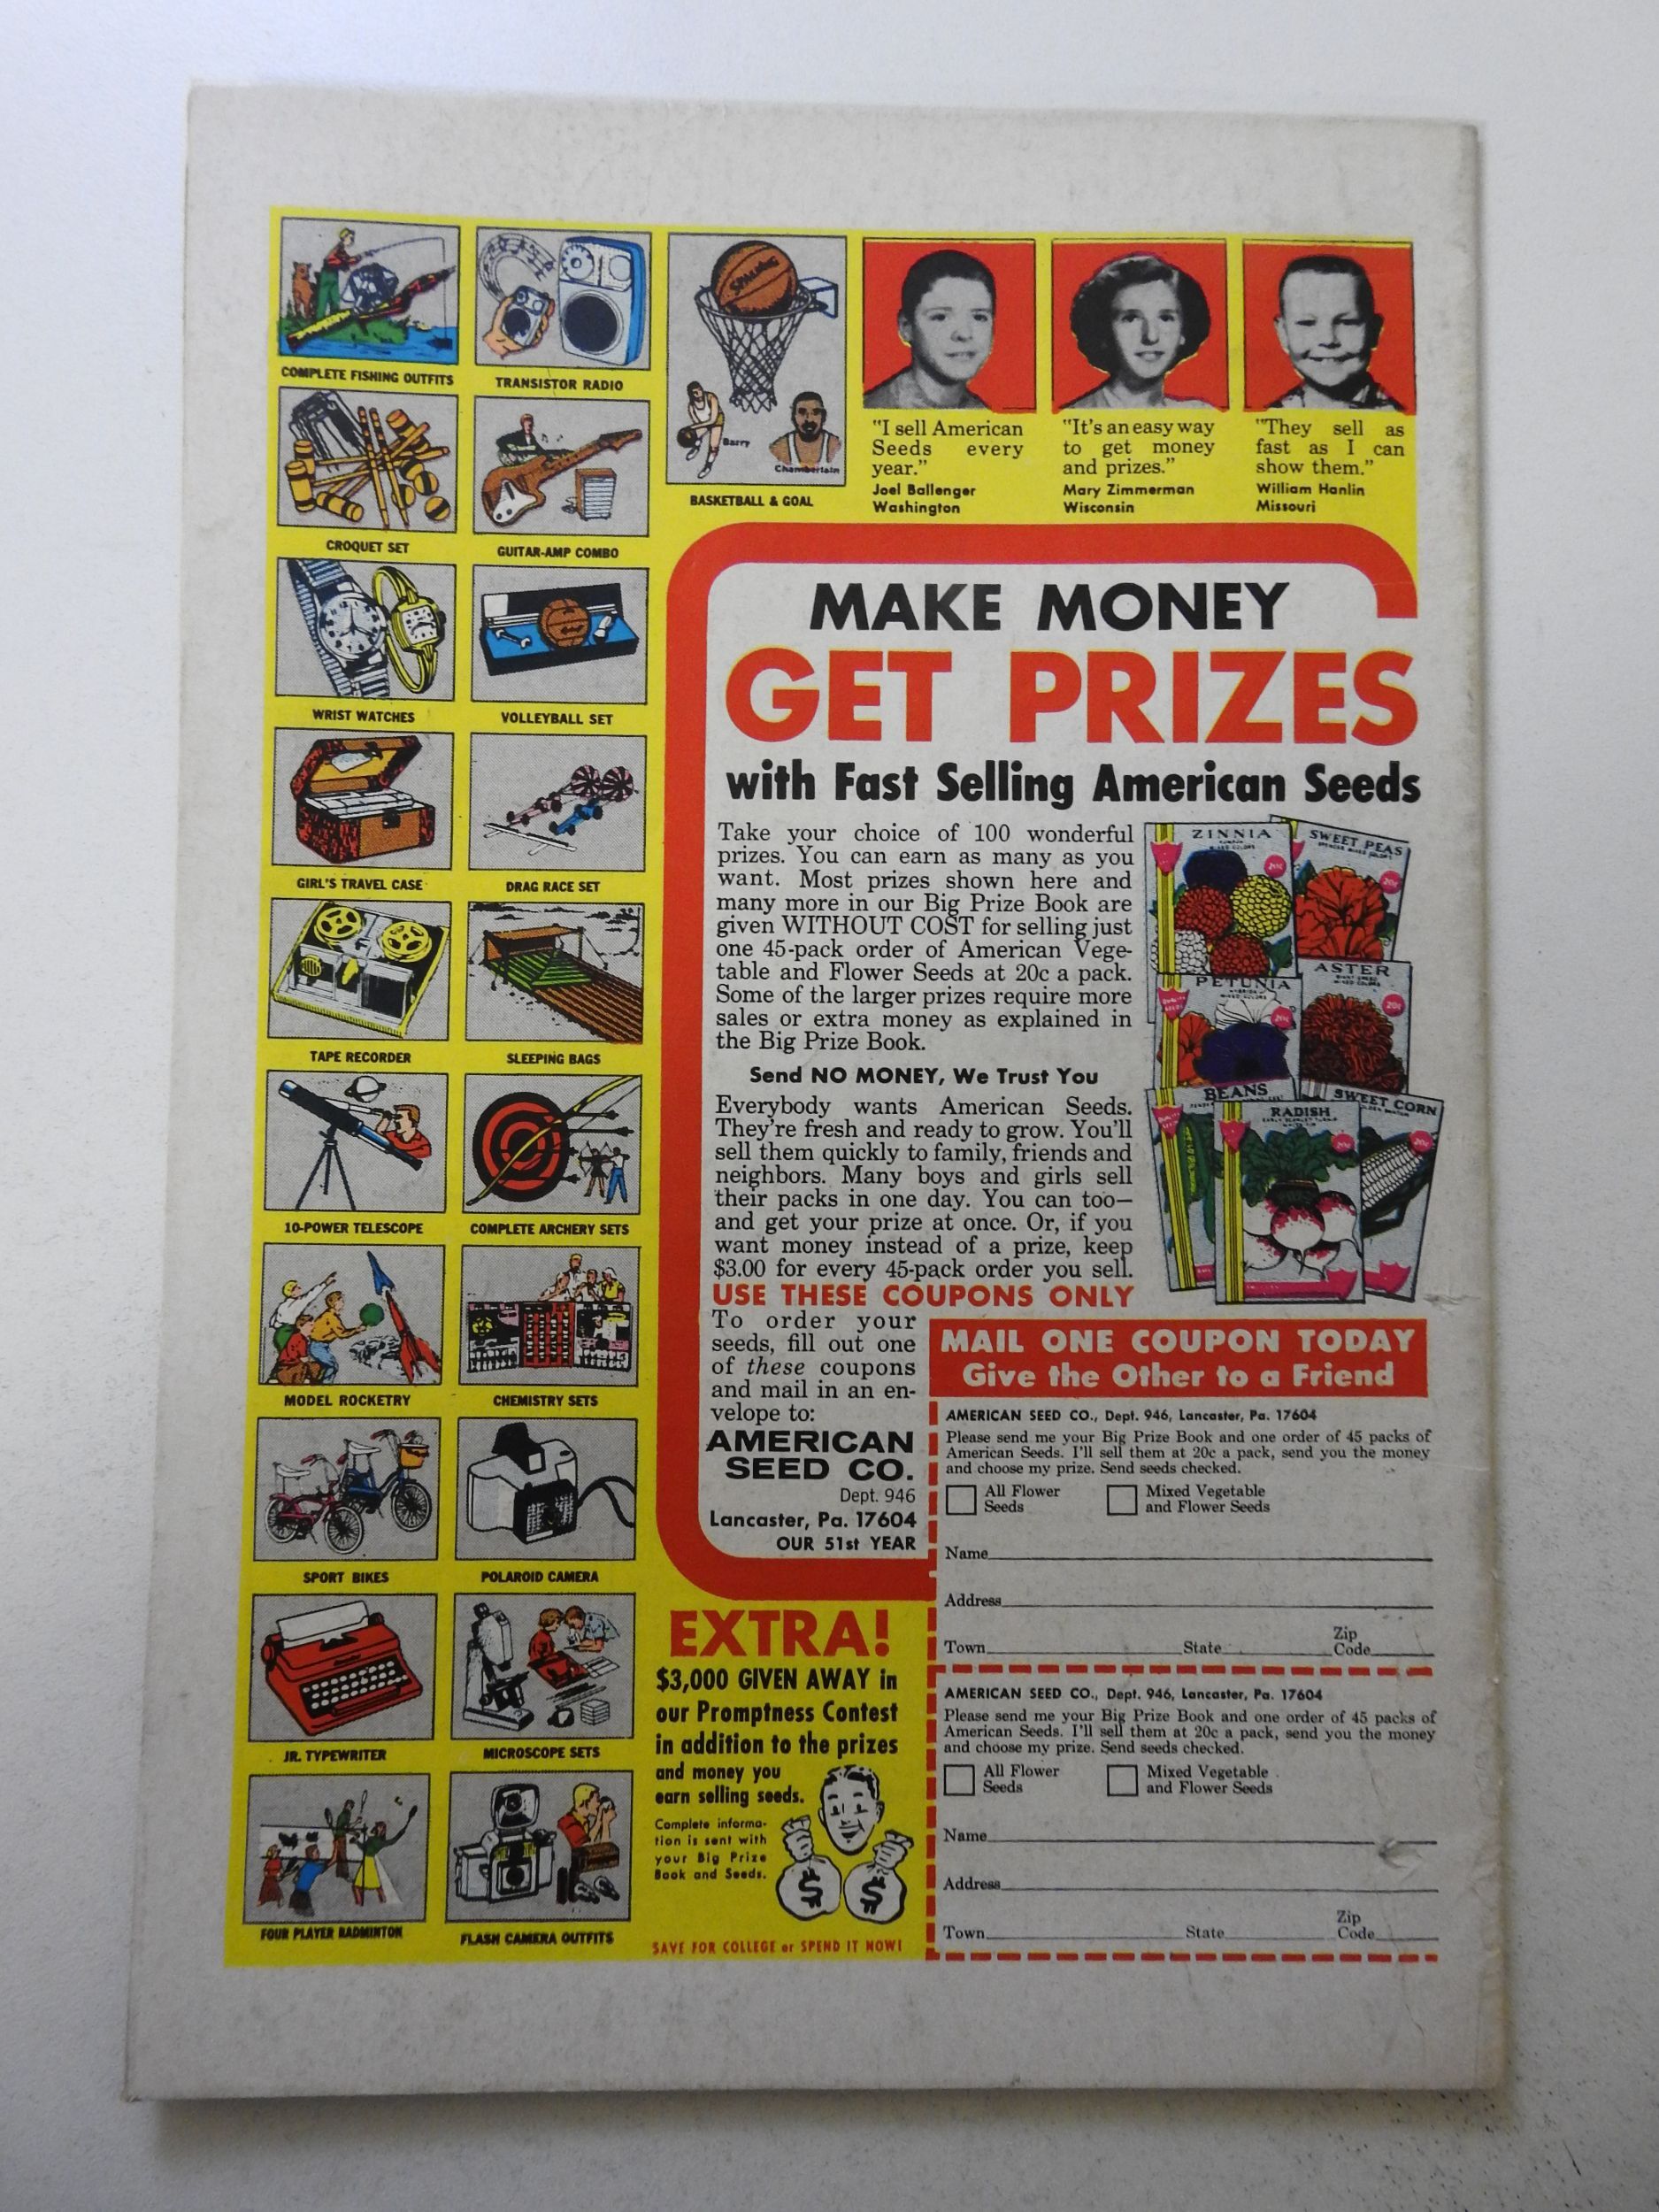 COMPLETE FISHING OUTFITS
TRANSISTOR RADIO
SPALDING
Barry
Chamberlain
BASKETBALL & GOAL
CROQUET SET
GUITAR-AMP COMBO
WRIST WATCHES
VOLLEYBALL SET
GIRL'S TRAVEL CASE
DRAG RACE SET
TAPE RECORDER
SLEEPING BAGS
10-POWER TELESCOPE
COMPLETE ARCHERY SETS
MODEL ROCKETRY
CHEMISTRY SETS
SPORT BIKES
POLAROID CAMERA
JR. TYPEWRITER
MICROSCOPE SETS
FOUR PLAYER BADMINTON
FLASH CAMERA OUTFITS
"I sell American
Seeds every
year."
Joel Ballenger
Washington
"It's an easy way
to get money
and prizes."
Mary Zimmerman
Wisconsin
"They sell as
fast as I can
show them."
William Hanlin
Missouri
MAKE MONEY
GET PRIZES
with Fast Selling American Seeds
Take your choice of 100 wonderful
prizes. You can earn as many as you
want. Most prizes shown here and
many more in our Big Prize Book are
given WITHOUT COST for selling just
one 45-pack order of American Vege-
table and Flower Seeds at 20c a pack.
Some of the larger prizes require more
sales or extra money as explained in
the Big Prize Book.
Send NO MONEY, We Trust You
Everybody wants American Seeds.
They're fresh and ready to grow. You'll
sell them quickly to family, friends and
neighbors. Many boys and girls sell
their packs in one day. You can too—
and get your prize at once. Or, if you
want money instead of a prize, keep
$3.00 for every 45-pack order you sell.
USE THESE COUPONS ONLY
To order your
seeds, fill out one
of these coupons
and mail in an en-
velope to:
AMERICAN
SEED CO.
Dept. 946
Lancaster, Pa. 17604
OUR 51st YEAR
ZINNIA
MIXED COLORS
20c
SWEET PEAS
20c
PETUNIA
MIXED COLORS
20c
ASTER
MIXED COLORS
20c
BEANS
RADISH
20c
SWEET CORN
20c
MAIL ONE COUPON TODAY
Give the Other to a Friend
AMERICAN SEED CO., Dept. 946, Lancaster, Pa. 17604
Please send me your Big Prize Book and one order of 45 packs of
American Seeds. I'll sell them at 20c a pack, send you the money
and choose my prize. Send seeds checked.
All Flower
Seeds
Mixed Vegetable
and Flower Seeds
Name
Address
Town State Zip Code
AMERICAN SEED CO., Dept. 946, Lancaster, Pa. 17604
Please send me your Big Prize Book and one order of 45 packs of
American Seeds. I'll sell them at 20c a pack, send you the money
and choose my prize. Send seeds checked.
All Flower
Seeds
Mixed Vegetable
and Flower Seeds
Name
Address
Town State Zip Code
EXTRA!
$3,000 GIVEN AWAY in
our Promptness Contest
in addition to the prizes
and money you
earn selling seeds.
Complete informa-
tion is sent with
your Big Prize
Book and Seeds.
$ $
SAVE FOR COLLEGE or SPEND IT NOW!